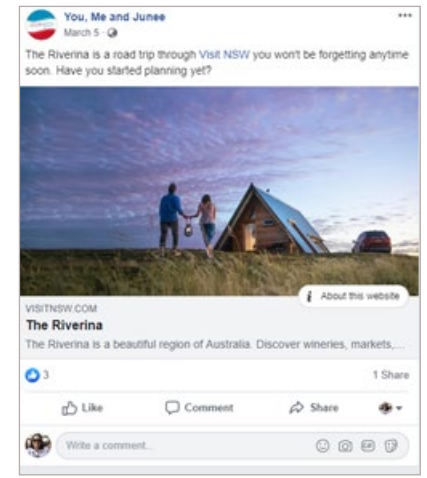 You, Me and Junee
March 5 ·
The Riverina is a road trip through Visit NSW you won't be forgetting anytime
soon. Have you started planning yet?
i About this website
VISITNSW.COM
The Riverina
The Riverina is a beautiful region of Australia. Discover wineries, markets,...
3
1 Share
Like Comment Share
Write a comment...
GIF